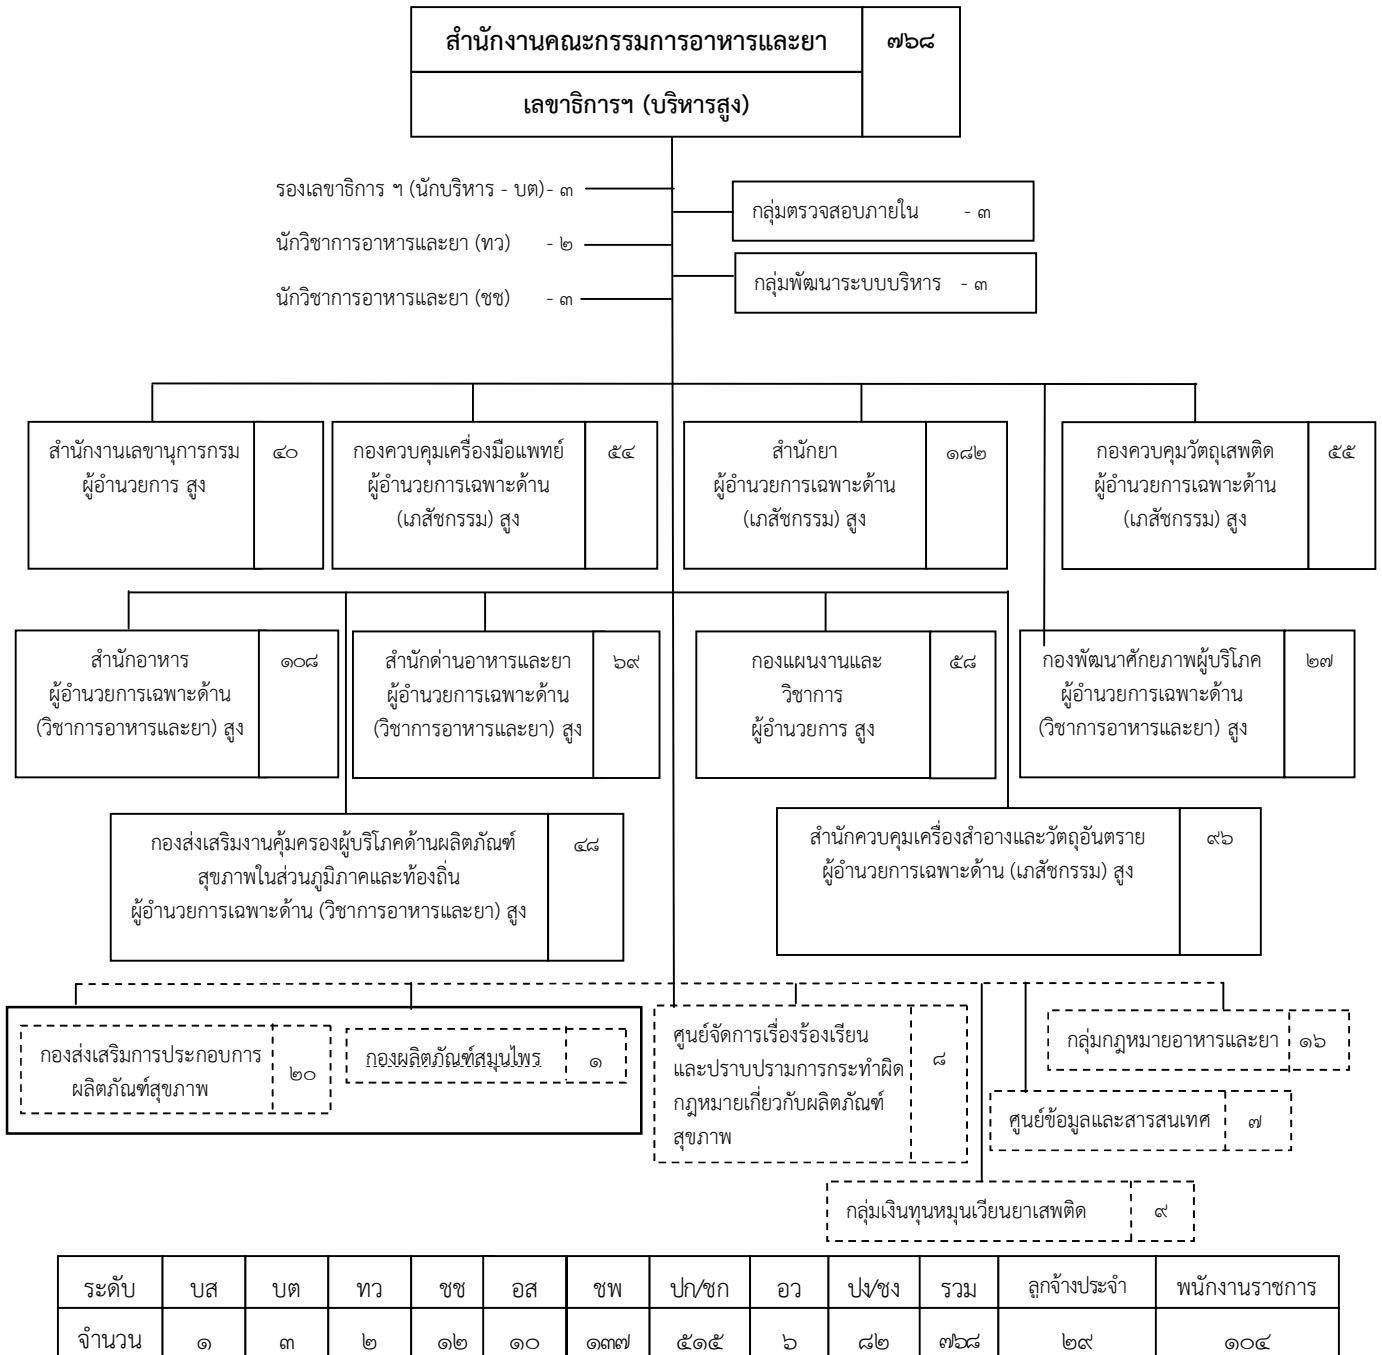 สำนักงานคณะกรรมการอาหารและยา ๗๖๘
เลขาธิการฯ (บริหารสูง)
รองเลขาธิการ ฯ (นักบริหาร - บต)- ๓
กลุ่มตรวจสอบภายใน - ๓
นักวิชาการอาหารและยา (ทว) - ๒
กลุ่มพัฒนาระบบบริหาร - ๓
นักวิชาการอาหารและยา (ชช) - ๓
สำนักงานเลขานุการกรม ๔๐
ผู้อำนวยการ สูง
กองควบคุมเครื่องมือแพทย์ ๕๔
ผู้อำนวยการเฉพาะด้าน
(เภสัชกรรม) สูง
สำนักยา ๑๘๒
ผู้อำนวยการเฉพาะด้าน
(เภสัชกรรม) สูง
กองควบคุมวัตถุเสพติด ๕๕
ผู้อำนวยการเฉพาะด้าน
(เภสัชกรรม) สูง
สำนักอาหาร ๑๐๘
ผู้อำนวยการเฉพาะด้าน
(วิชาการอาหารและยา) สูง
สำนักด่านอาหารและยา ๖๙
ผู้อำนวยการเฉพาะด้าน
(วิชาการอาหารและยา) สูง
กองแผนงานและ ๕๘
วิชาการ
ผู้อำนวยการ สูง
กองพัฒนาศักยภาพผู้บริโภค ๒๗
ผู้อำนวยการเฉพาะด้าน
(วิชาการอาหารและยา) สูง
กองส่งเสริมงานคุ้มครองผู้บริโภคด้านผลิตภัณฑ์ ๔๘
สุขภาพในส่วนภูมิภาคและท้องถิ่น
ผู้อำนวยการเฉพาะด้าน (วิชาการอาหารและยา) สูง
สำนักควบคุมเครื่องสำอางและวัตถุอันตราย ๙๖
ผู้อำนวยการเฉพาะด้าน (เภสัชกรรม) สูง
กองส่งเสริมการประกอบการ ๒๐
ผลิตภัณฑ์สุขภาพ
กองผลิตภัณฑ์สมุนไพร ๑
ศูนย์จัดการเรื่องร้องเรียน ๘
และปราบปรามการกระทำผิด
กฎหมายเกี่ยวกับผลิตภัณฑ์
สุขภาพ
กลุ่มกฎหมายอาหารและยา ๑๖
ศูนย์ข้อมูลและสารสนเทศ ๗
กลุ่มเงินทุนหมุนเวียนยาเสพติด ๙
ระดับ บส บต ทว ชช อส ชพ ปก/ชก อว ปง/ชง รวม ลูกจ้างประจำ พนักงานราชการ
จำนวน ๑ ๓ ๒ ๑๒ ๑๐ ๑๓๗ ๕๑๕ ๖ ๘๒ ๗๖๘ ๒๙ ๑๐๔